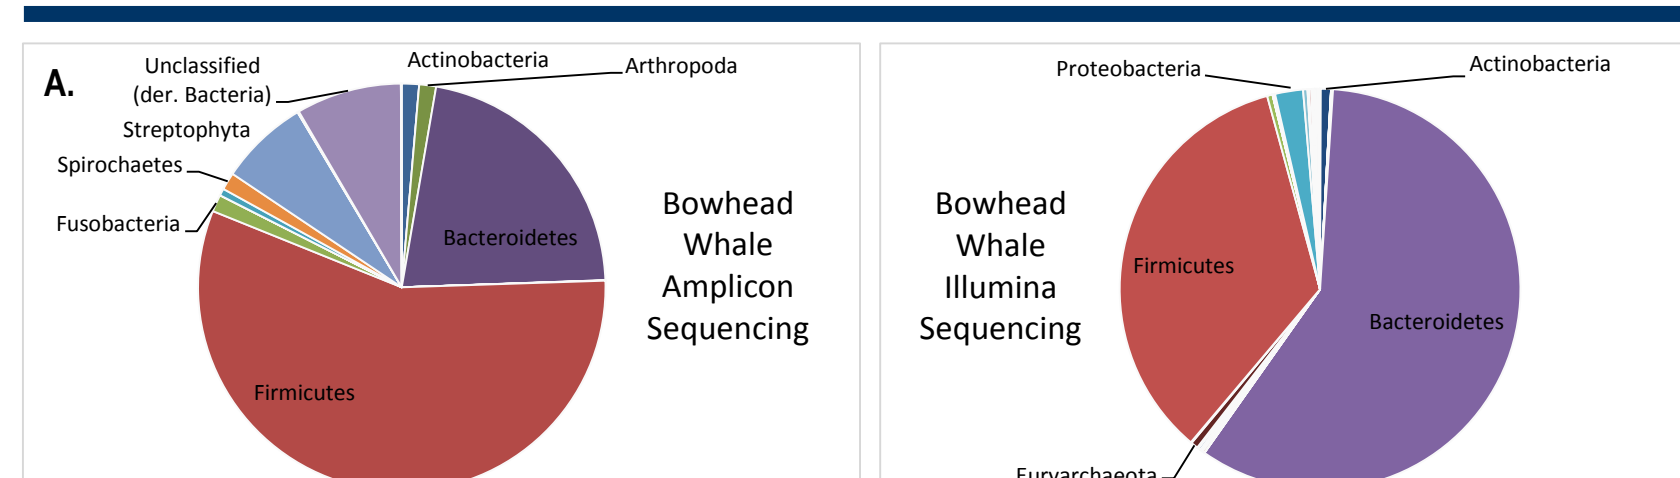 A.
Unclassified
(der. Bacteria)
Actinobacteria
Arthropoda
Streptophyta
Spirochaetes
Fusobacteria
Bacteroidetes
Firmicutes
Bowhead
Whale
Amplicon
Sequencing
Proteobacteria
Actinobacteria
Bowhead
Whale
Illumina
Sequencing
Firmicutes
Bacteroidetes
Euryarchaeota